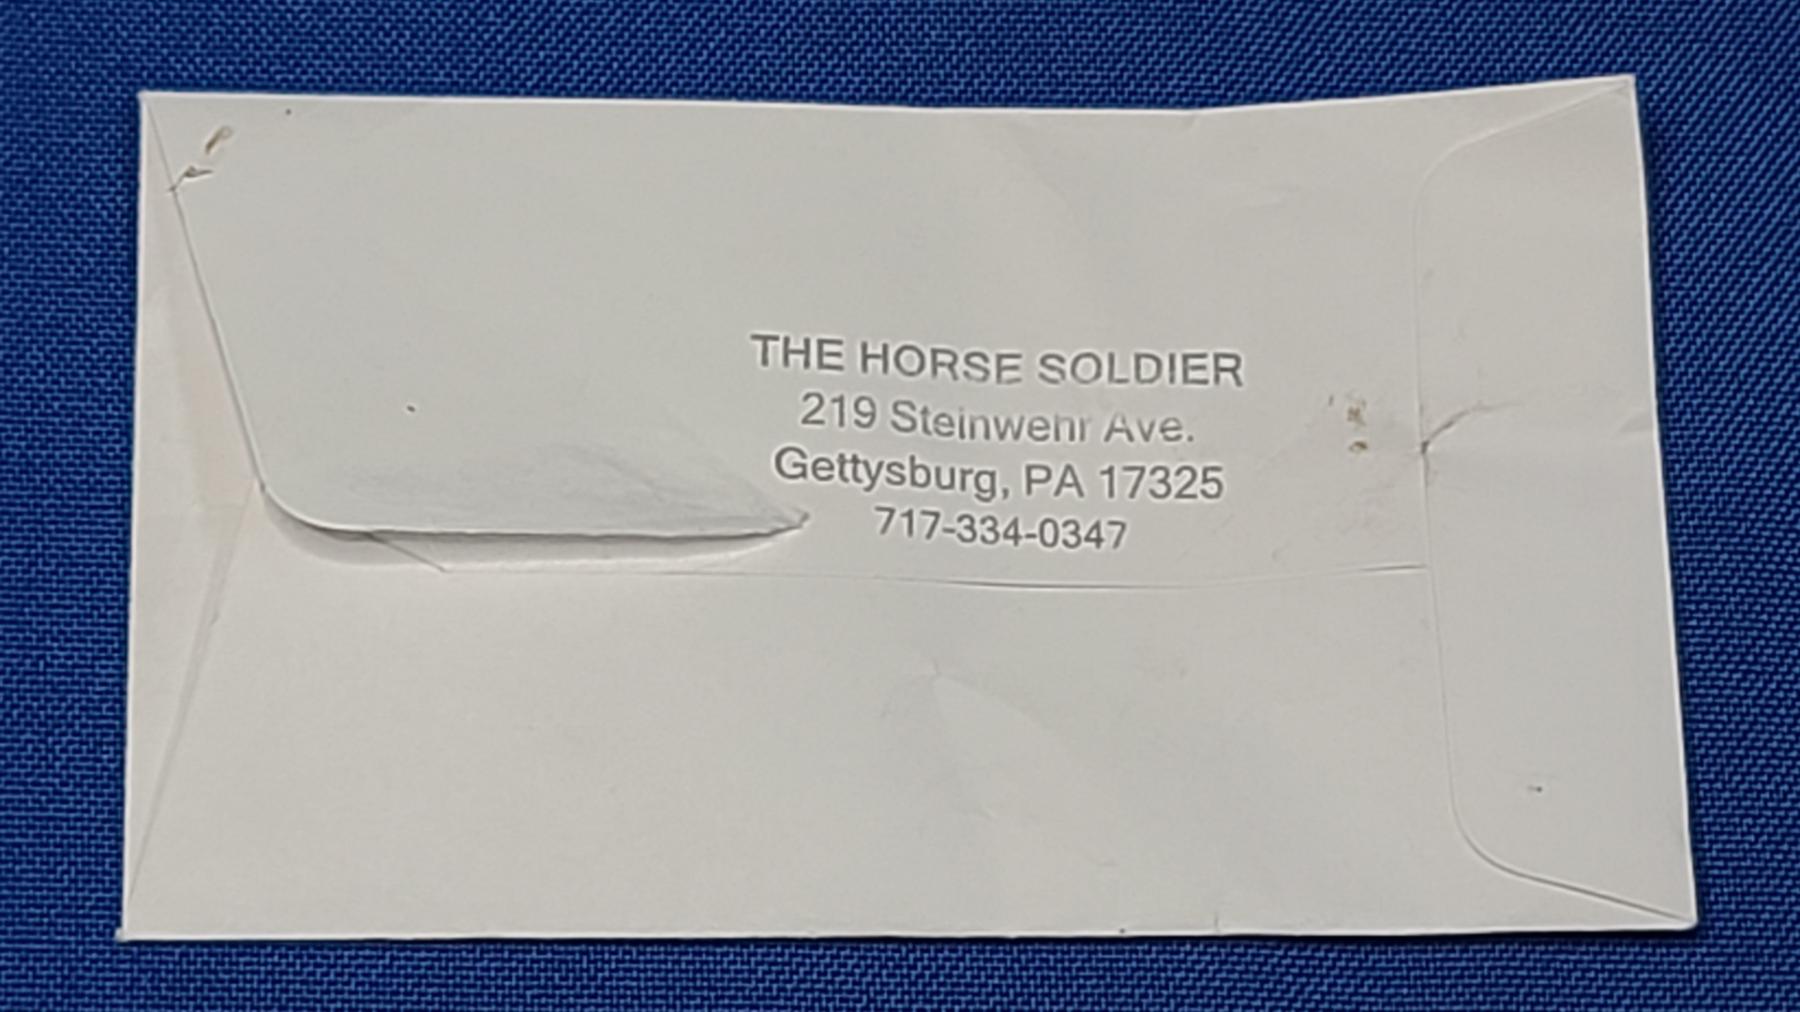 THE HORSE SOLDIER
219 Steinwehr Ave.
Gettysburg, PA 17325
717-334-0347